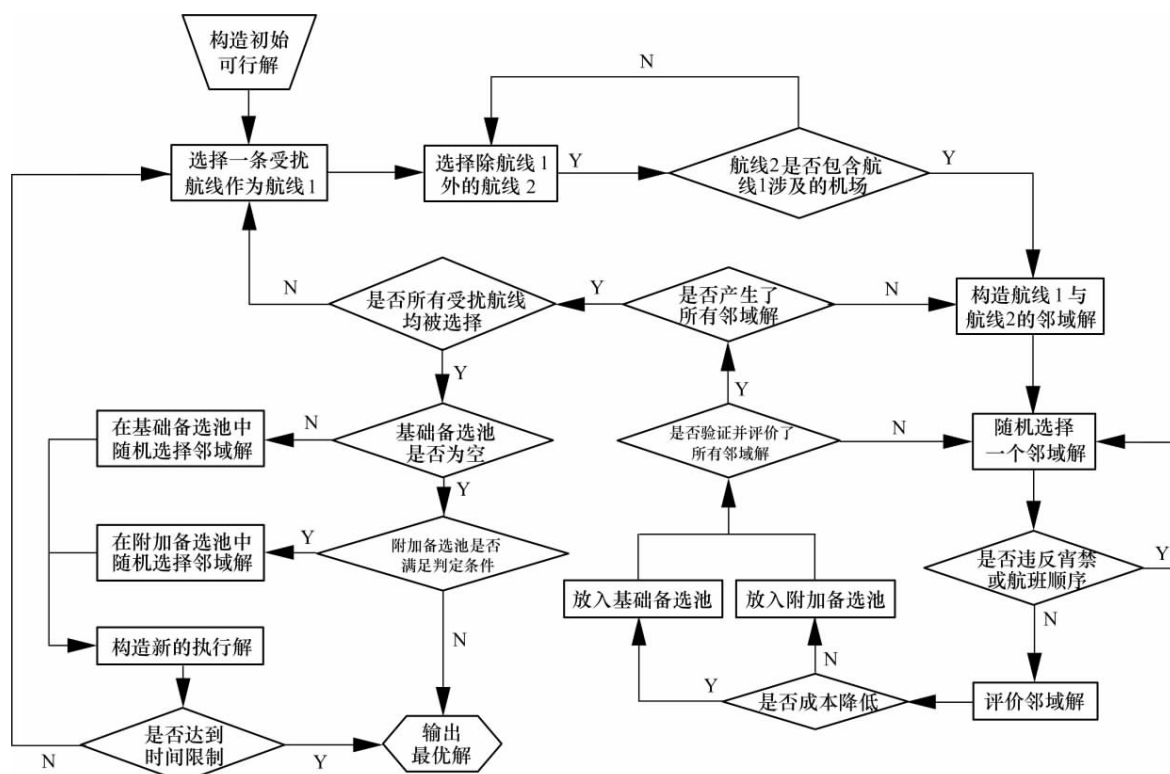 构造初始
可行解
N
选择一条受扰
航线作为航线1
选择除航线1
外的航线2
Y
航线2是否包含航
线1涉及的机场
Y
N
是否所有受扰航线
均被选择
Y
是否产生了
所有邻域解
N
构造航线1与
航线2的邻域解
Y
Y
在基础备选池中
随机选择邻域解
N
基础备选池
是否为空
是否验证并评价了
所有邻域解
N
随机选择
一个邻域解
Y
在附加备选池中
随机选择邻域解
Y
附加备选池是否
满足判定条件
是否违反宵禁
或航班顺序
Y
放入基础备选池
放入附加备选池
N
构造新的执行解
N
N
Y
是否成本降低
评价邻域解
是否达到
时间限制
N
Y
输出
最优解